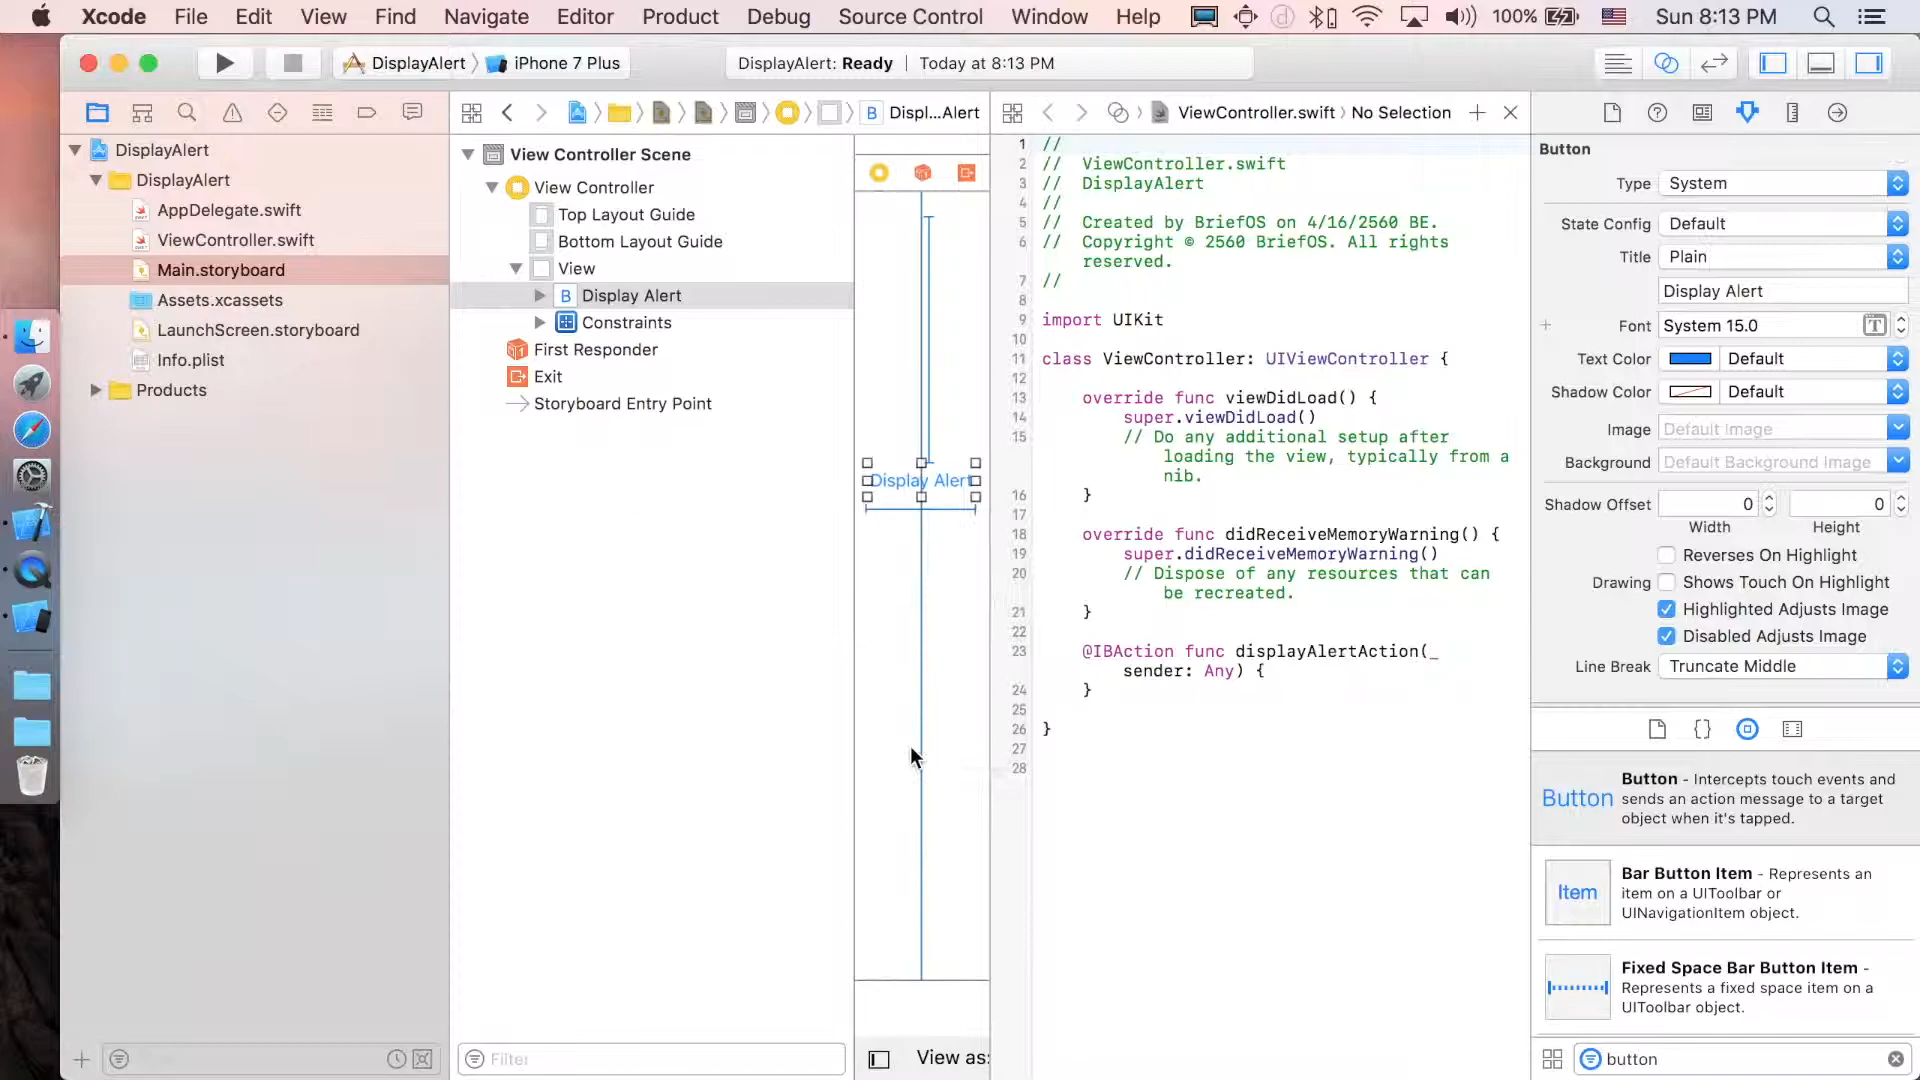 Xcode File Edit View Find Navigate Editor Product Debug Source Control Window Help 100% Sun 8:13 PM
DisplayAlert iPhone 7 Plus DisplayAlert: Ready | Today at 8:13 PM
Displ...Alert ViewController.swift No Selection
DisplayAlert
DisplayAlert
AppDelegate.swift
ViewController.swift
Main.storyboard
Assets.xcassets
LaunchScreen.storyboard
Info.plist
Products
View Controller Scene
View Controller
Top Layout Guide
Bottom Layout Guide
View
B Display Alert
Constraints
First Responder
Exit
Storyboard Entry Point
Filter
Display Alert
View as:
1 //
2 // ViewController.swift
3 // DisplayAlert
4 //
5 // Created by BriefOS on 4/16/2560 BE.
6 // Copyright © 2560 BriefOS. All rights
reserved.
7 //
8
9 import UIKit
10
11 class ViewController: UIViewController {
12
13 override func viewDidLoad() {
14 super.viewDidLoad()
15 // Do any additional setup after
loading the view, typically from a
nib.
16 }
17
18 override func didReceiveMemoryWarning() {
19 super.didReceiveMemoryWarning()
20 // Dispose of any resources that can
be recreated.
21 }
22
23 @IBAction func displayAlertAction(_
sender: Any) {
24 }
25
26 }
27
28
Button
Type System
State Config Default
Title Plain
Display Alert
Font System 15.0 T
Text Color Default
Shadow Color Default
Image Default Image
Background Default Background Image
Shadow Offset 0 0
Width Height
Reverses On Highlight
Drawing Shows Touch On Highlight
Highlighted Adjusts Image
Disabled Adjusts Image
Line Break Truncate Middle
Button
Button - Intercepts touch events and
sends an action message to a target
object when it's tapped.
Item
Bar Button Item - Represents an
item on a UIToolbar or
UINavigationItem object.
Fixed Space Bar Button Item -
Represents a fixed space item on a
UIToolbar object.
button